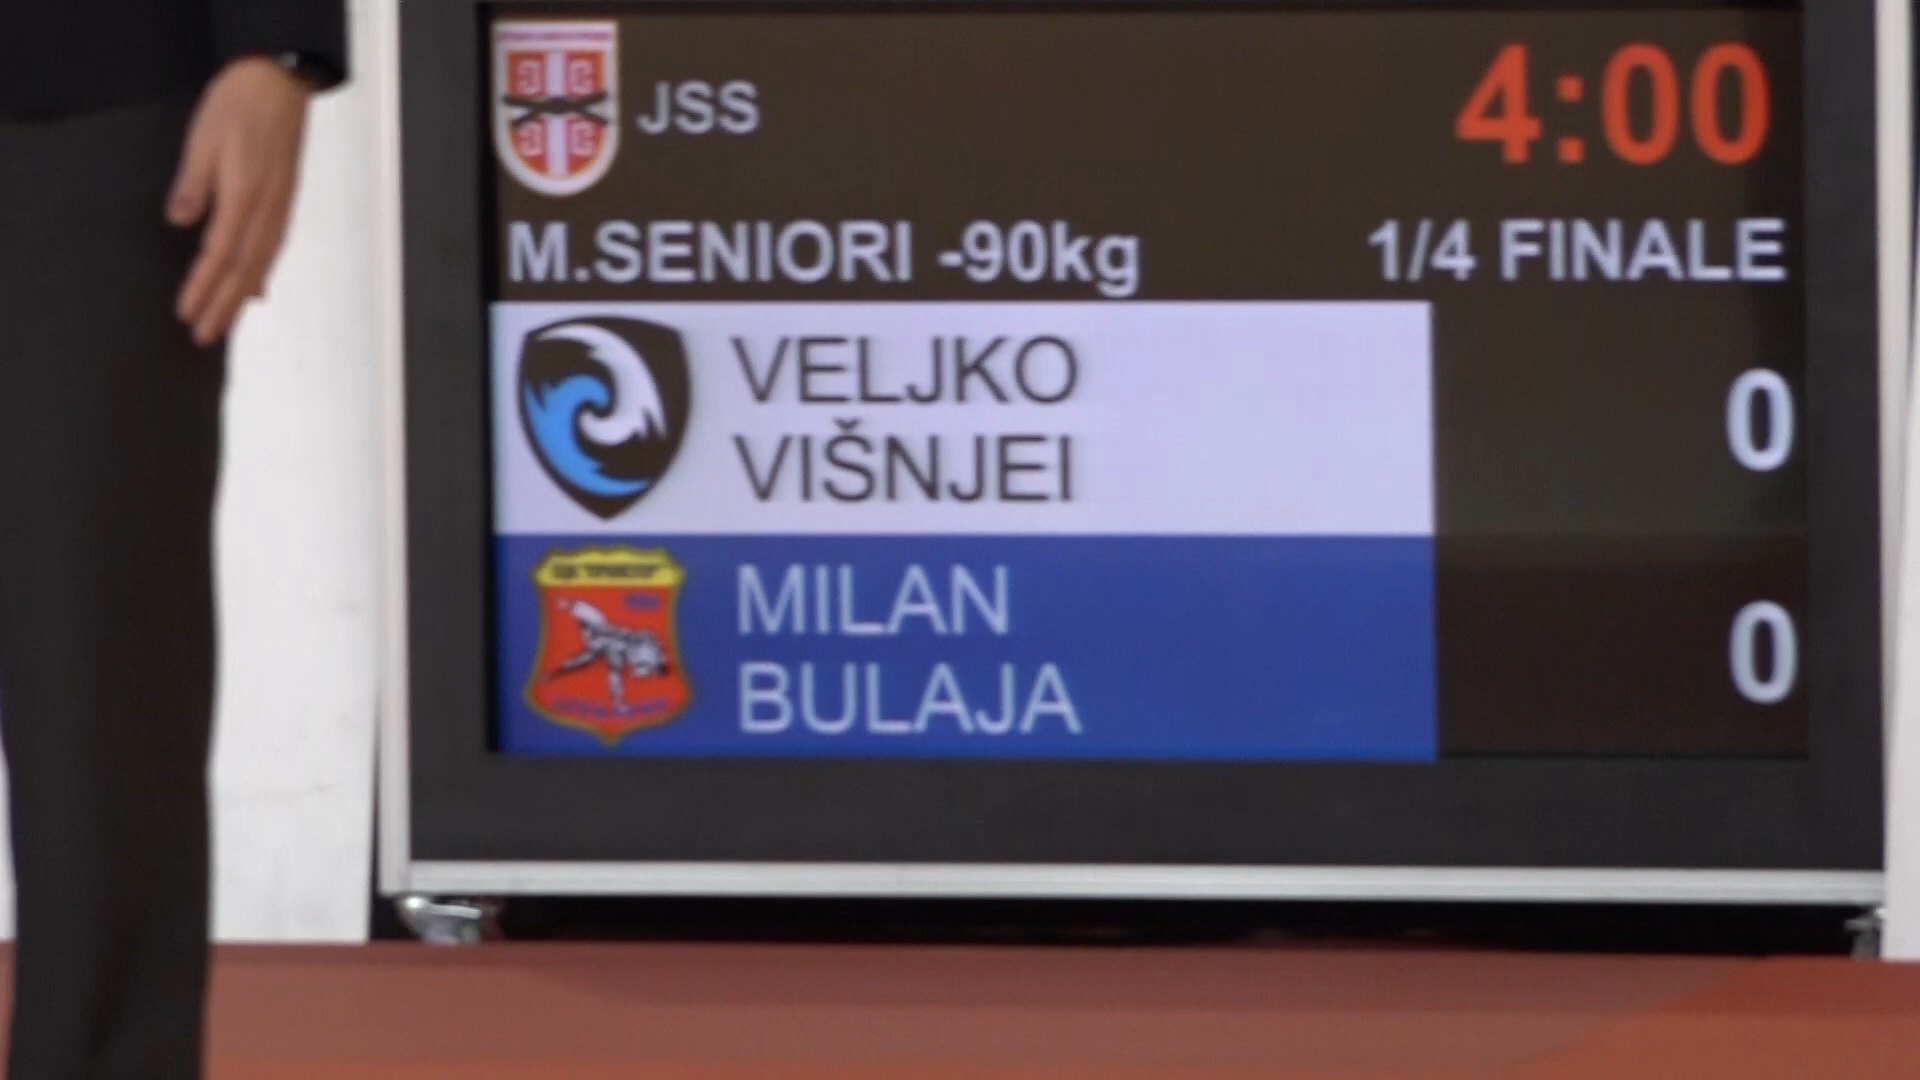 JSS
4:00
M.SENIORI -90kg
1/4 FINALE
VELJKO
VIŠNJEI
0
MILAN
BULAJA
0